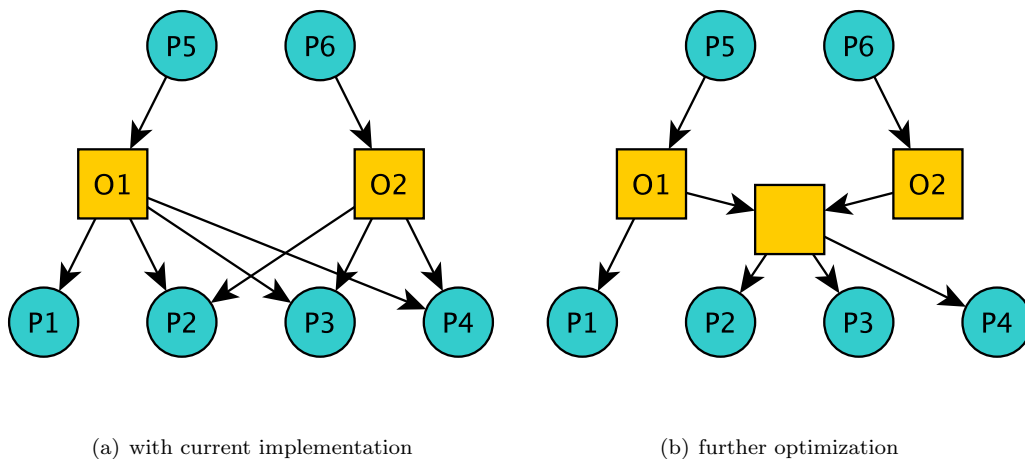 P5 P6 P5 P6
O1 O2 O1 O2
P1 P2 P3 P4 P1 P2 P3 P4
(a) with current implementation (b) further optimization